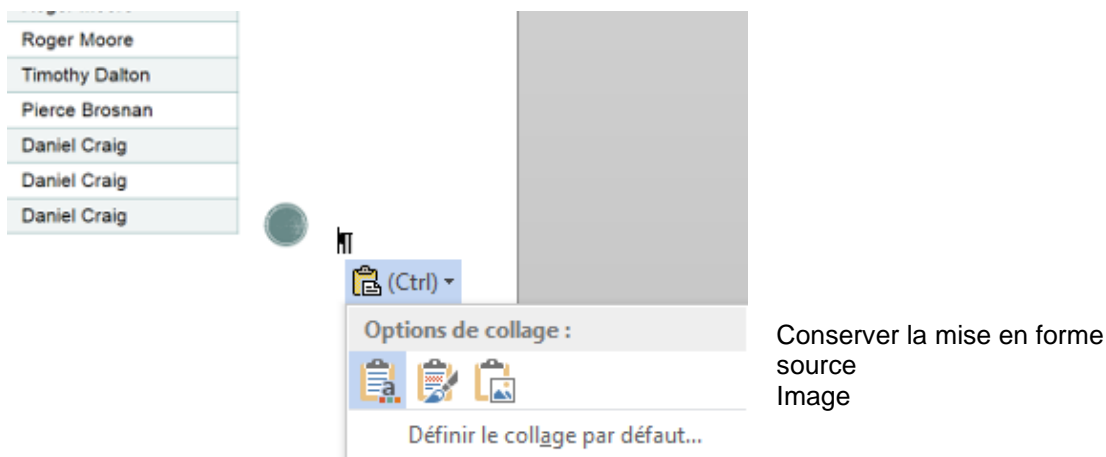 Roger Moore
Timothy Dalton
Pierce Brosnan
Daniel Craig
Daniel Craig
Daniel Craig
¶
(Ctrl)
Options de collage :
a
Définir le collage par défaut...
Conserver la mise en forme
source
Image